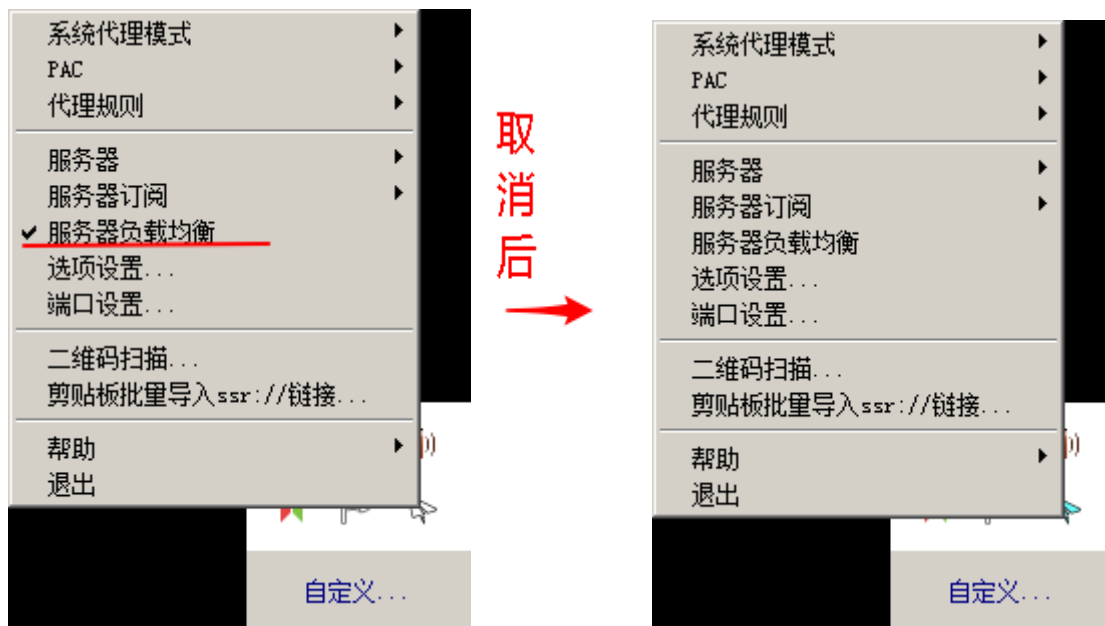 系统代理模式
PAC
代理规则
服务器
服务器订阅
服务器负载均衡
选项设置...
端口设置...
二维码扫描...
剪贴板批量导入ssr://链接...
帮助
退出
自定义...
取消后
系统代理模式
PAC
代理规则
服务器
服务器订阅
服务器负载均衡
选项设置...
端口设置...
二维码扫描...
剪贴板批量导入ssr://链接...
帮助
退出
自定义...